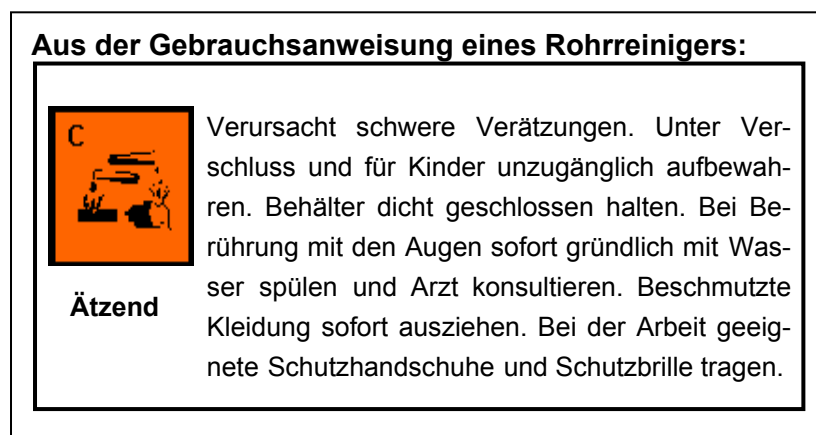 Aus der Gebrauchsanweisung eines Rohrreinigers:
C
Verursacht schwere Verätzungen. Unter Ver-
schluss und für Kinder unzugänglich aufbewah-
ren. Behälter dicht geschlossen halten. Bei Be-
rührung mit den Augen sofort gründlich mit Was-
ser spülen und Arzt konsultieren. Beschmutzte
Kleidung sofort ausziehen. Bei der Arbeit geeig-
nete Schutzhandschuhe und Schutzbrille tragen.
Ätzend